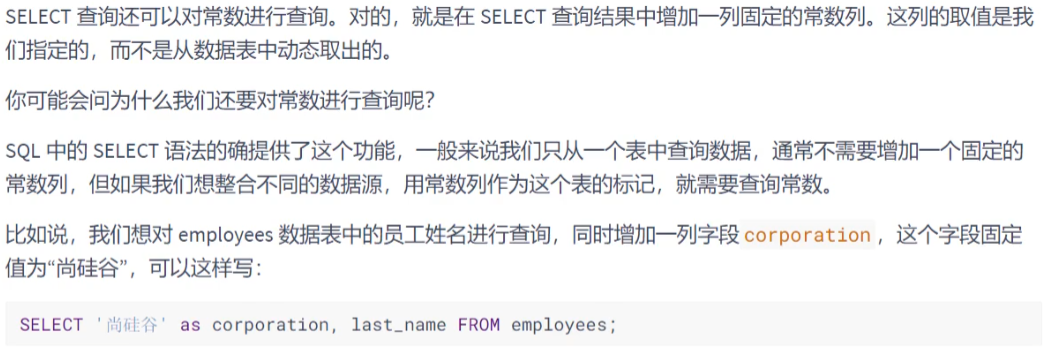 SELECT 查询还可以对常数进行查询。对的，就是在 SELECT 查询结果中增加一列固定的常数列。这列的取值是我
们指定的，而不是从数据表中动态取出的。
你可能会问为什么我们还要对常数进行查询呢？
SQL 中的 SELECT 语法的确提供了这个功能，一般来说我们只从一个表中查询数据，通常不需要增加一个固定的
常数列，但如果我们想整合不同的数据源，用常数列作为这个表的标记，就需要查询常数。
比如说，我们想对 employees 数据表中的员工姓名进行查询，同时增加一列字段 corporation ，这个字段固定
值为“尚硅谷”，可以这样写：
SELECT '尚硅谷' as corporation, last_name FROM employees;